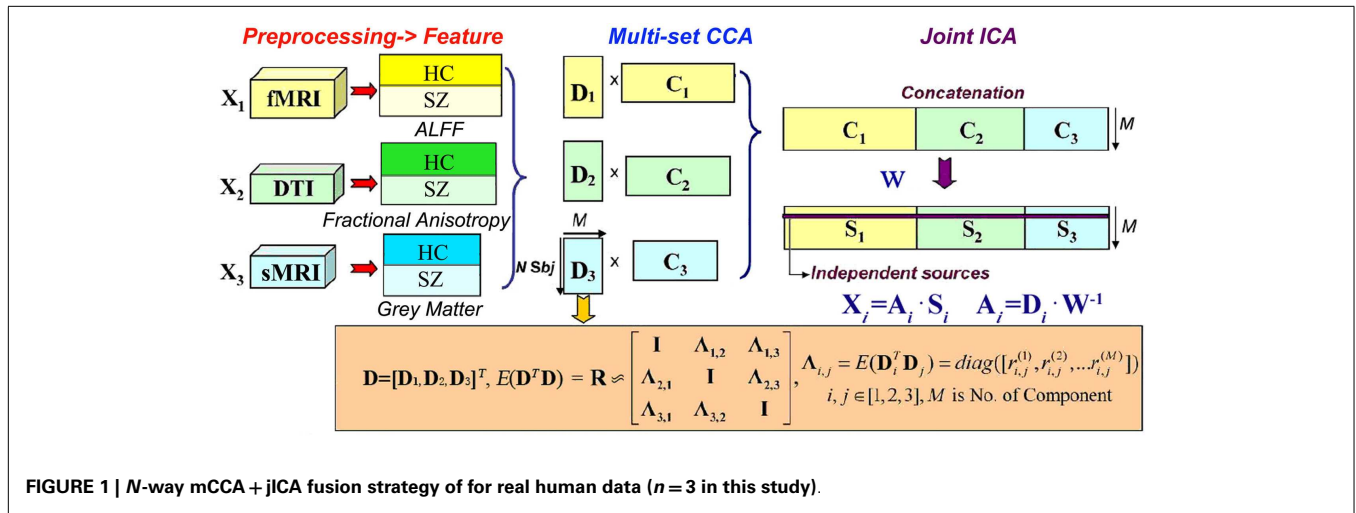 Preprocessing-> Feature
Multi-set CCA
Joint ICA
X₁ fMRI
HC
SZ
ALFF
X₂ DTI
HC
SZ
Fractional Anisotropy
X₃ sMRI
HC
SZ
Grey Matter
D₁ x C₁
D₂ x C₂
M
N Sbj
D₃ x C₃
Concatenation
C₁ C₂ C₃ M
W
S₁ S₂ S₃ M
Independent sources
Xᵢ=Aᵢ·Sᵢ Aᵢ=Dᵢ·W⁻¹
D=[D₁,D₂,D₃]ᵀ, E(DᵀD) = R ≈ [I Λ₁,₂ Λ₁,₃
Λ₂,₁ I Λ₂,₃
Λ₃,₁ Λ₃,₂ I],
Λᵢ,ⱼ = E(DᵢᵀDⱼ) = diag([rᵢ,ⱼ⁽¹⁾, rᵢ,ⱼ⁽²⁾, ...rᵢ,ⱼ⁽ᴹ⁾])
i, j ∈[1,2,3], M is No. of Component
FIGURE 1 | N-way mCCA + jICA fusion strategy of for real human data (n = 3 in this study).